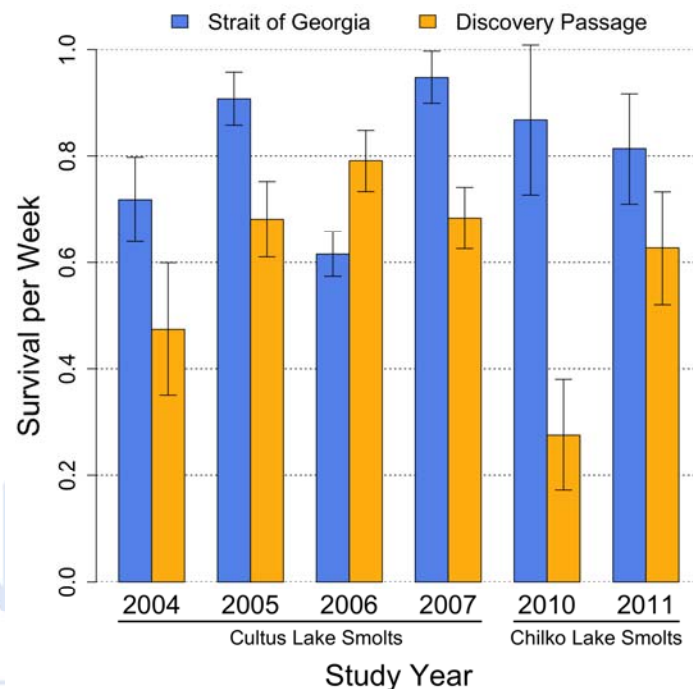 Strait of Georgia Discovery Passage
Survival per Week
1.0
0.8
0.6
0.4
0.2
0.0
2004 2005 2006 2007 2010 2011
Cultus Lake Smolts Chilko Lake Smolts
Study Year